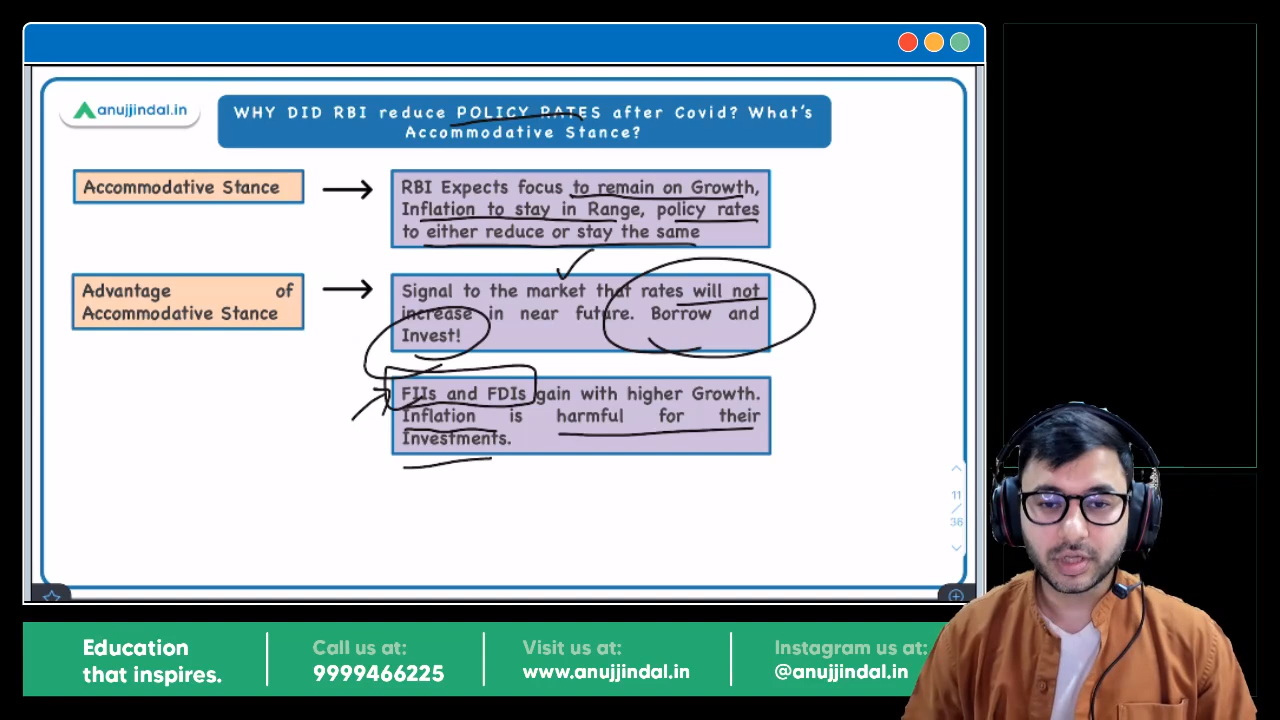 anujjindal.in
WHY DID RBI reduce POLICY RATES after Covid? What's
Accommodative Stance?
Accommodative Stance
RBI Expects focus to remain on Growth,
Inflation to stay in Range, policy rates
to either reduce or stay the same
Advantage of
Accommodative Stance
Signal to the market that rates will not
increase in near future. Borrow and
Invest!
FIIs and FDIs gain with higher Growth.
Inflation is harmful for their
Investments.
11
/
36
Education
that inspires.
Call us at:
9999466225
Visit us at:
www.anujjindal.in
Instagram us at:
@anujjindal.in